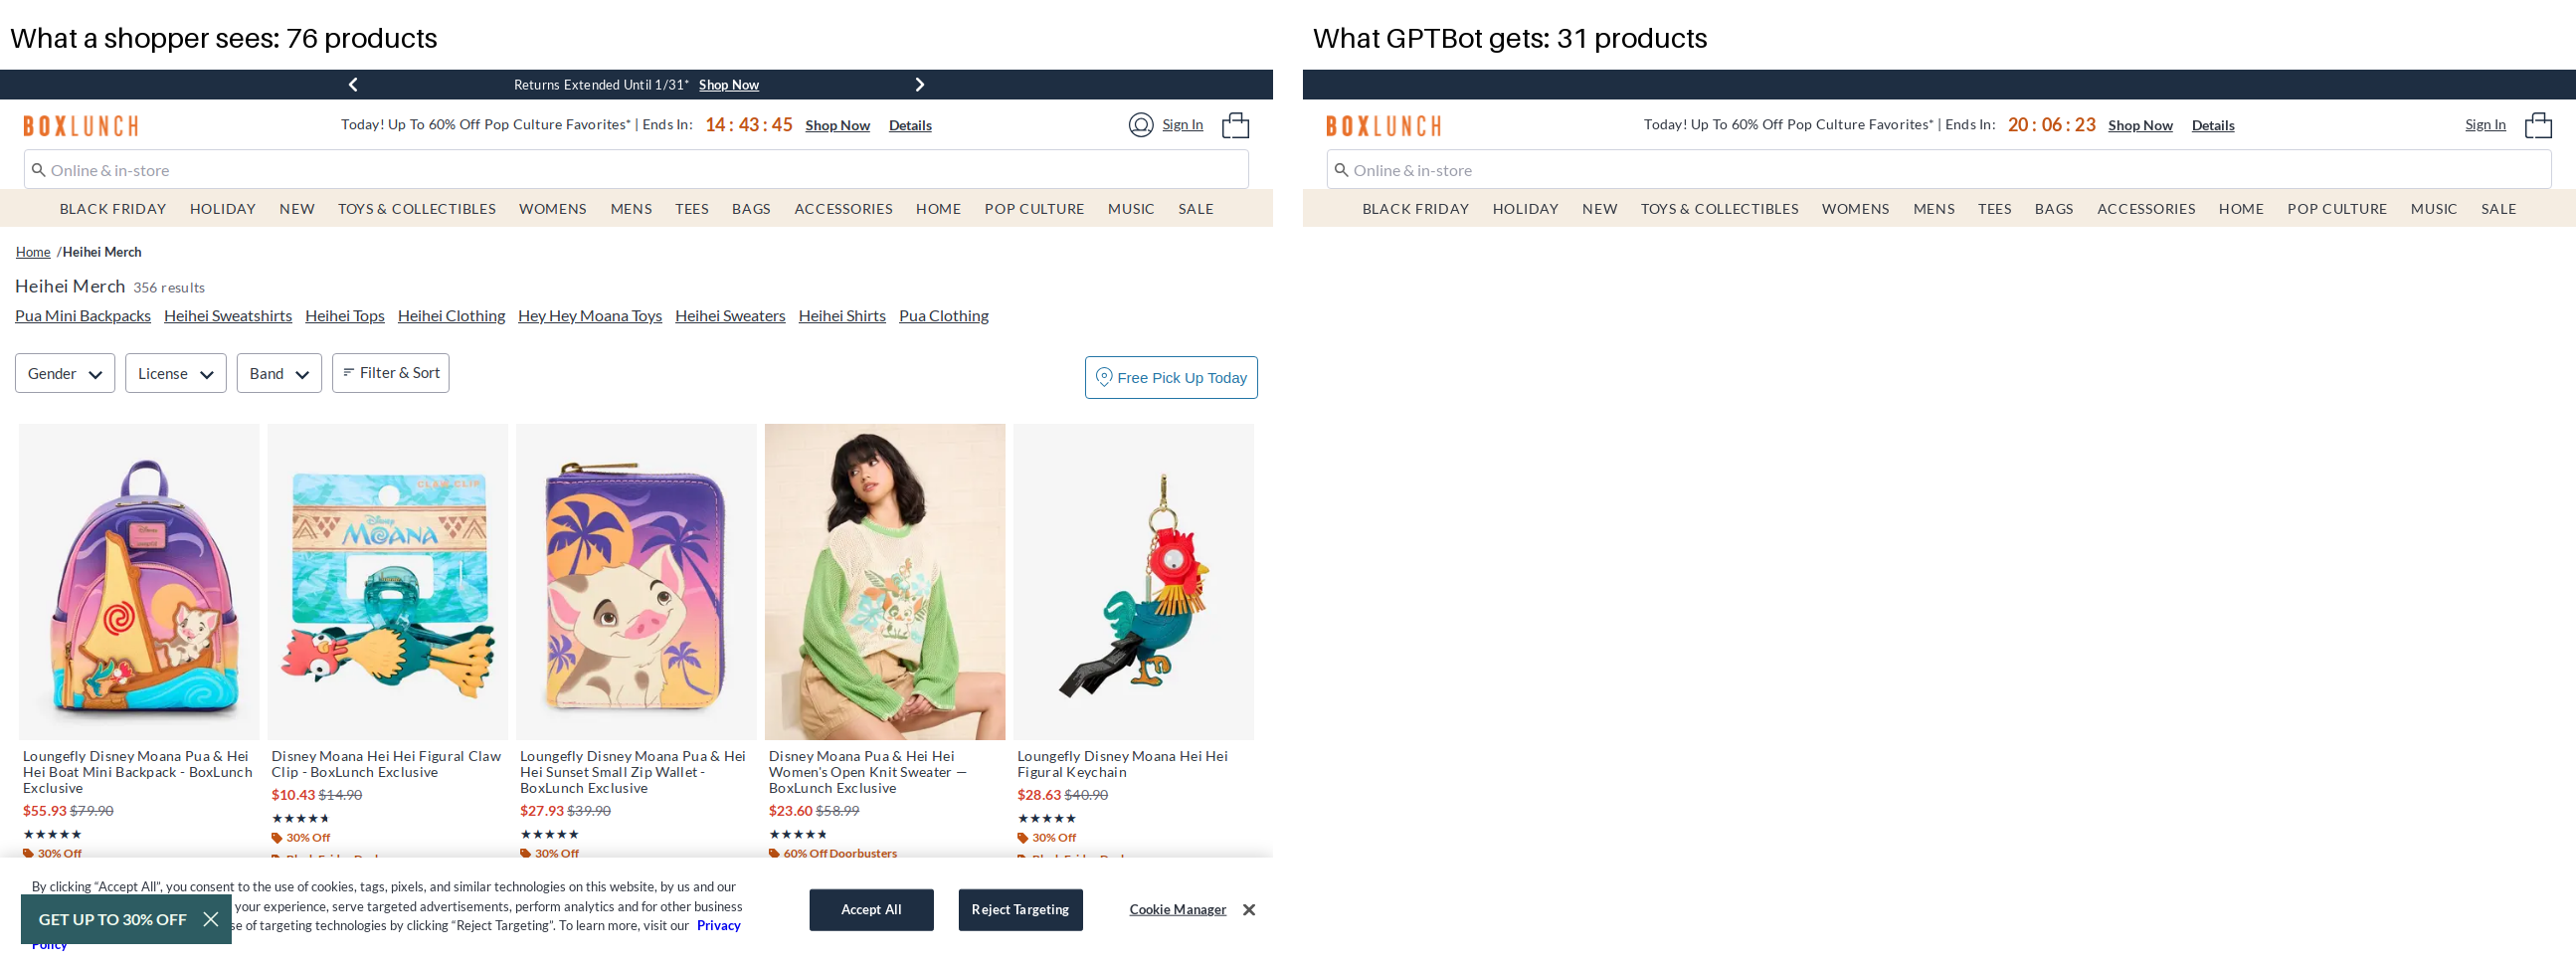 What a shopper sees: 76 products
Returns Extended Until 1/31* Shop Now
BOXLUNCH
Today! Up To 60% Off Pop Culture Favorites* | Ends In: 14 : 43 : 45 Shop Now Details
Sign In
Online & in-store
BLACK FRIDAY HOLIDAY NEW TOYS & COLLECTIBLES WOMENS MENS TEES BAGS ACCESSORIES HOME POP CULTURE MUSIC SALE
Home /Heihei Merch
Heihei Merch 356 results
Pua Mini Backpacks Heihei Sweatshirts Heihei Tops Heihei Clothing Hey Hey Moana Toys Heihei Sweaters Heihei Shirts Pua Clothing
Gender License Band Filter & Sort
Free Pick Up Today
CLAW CLIP
Disney
MOANA
Loungefly Disney Moana Pua & Hei
Hei Boat Mini Backpack - BoxLunch
Exclusive
$55.93 $79.90
30% Off
Disney Moana Hei Hei Figural Claw
Clip - BoxLunch Exclusive
$10.43 $14.90
30% Off
Loungefly Disney Moana Pua & Hei
Hei Sunset Small Zip Wallet -
BoxLunch Exclusive
$27.93 $39.90
30% Off
Disney Moana Pua & Hei Hei
Women's Open Knit Sweater —
BoxLunch Exclusive
$23.60 $58.99
60% Off Doorbusters
Loungefly Disney Moana Hei Hei
Figural Keychain
$28.63 $40.90
30% Off
By clicking “Accept All”, you consent to the use of cookies, tags, pixels, and similar technologies on this website, by us and our
your experience, serve targeted advertisements, perform analytics and for other business
se of targeting technologies by clicking “Reject Targeting”. To learn more, visit our Privacy
Policy
GET UP TO 30% OFF
Accept All
Reject Targeting
Cookie Manager
What GPTBot gets: 31 products
BOXLUNCH
Today! Up To 60% Off Pop Culture Favorites* | Ends In: 20 : 06 : 23 Shop Now Details
Sign In
Online & in-store
BLACK FRIDAY HOLIDAY NEW TOYS & COLLECTIBLES WOMENS MENS TEES BAGS ACCESSORIES HOME POP CULTURE MUSIC SALE